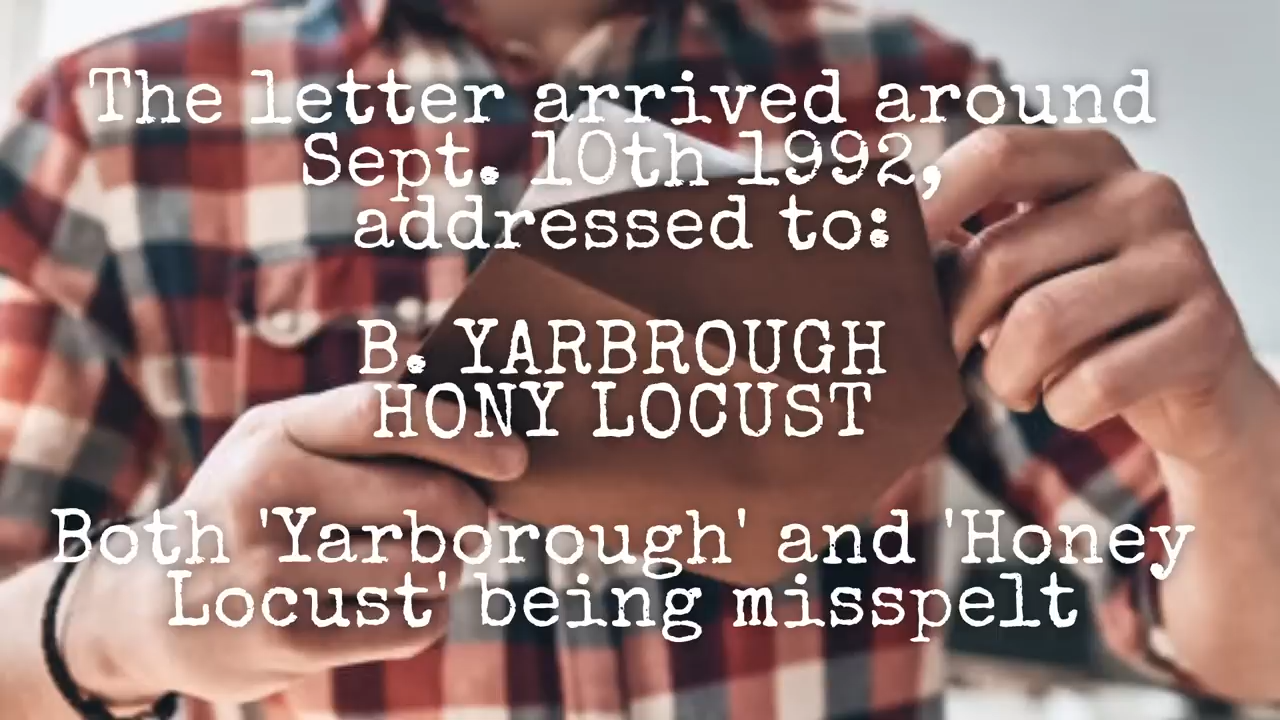 The letter arrived around
Sept. 10th 1992,
addressed to:
B. YARBROUGH
HONY LOCUST
Both 'Yarborough' and 'Honey
Locust' being misspelt